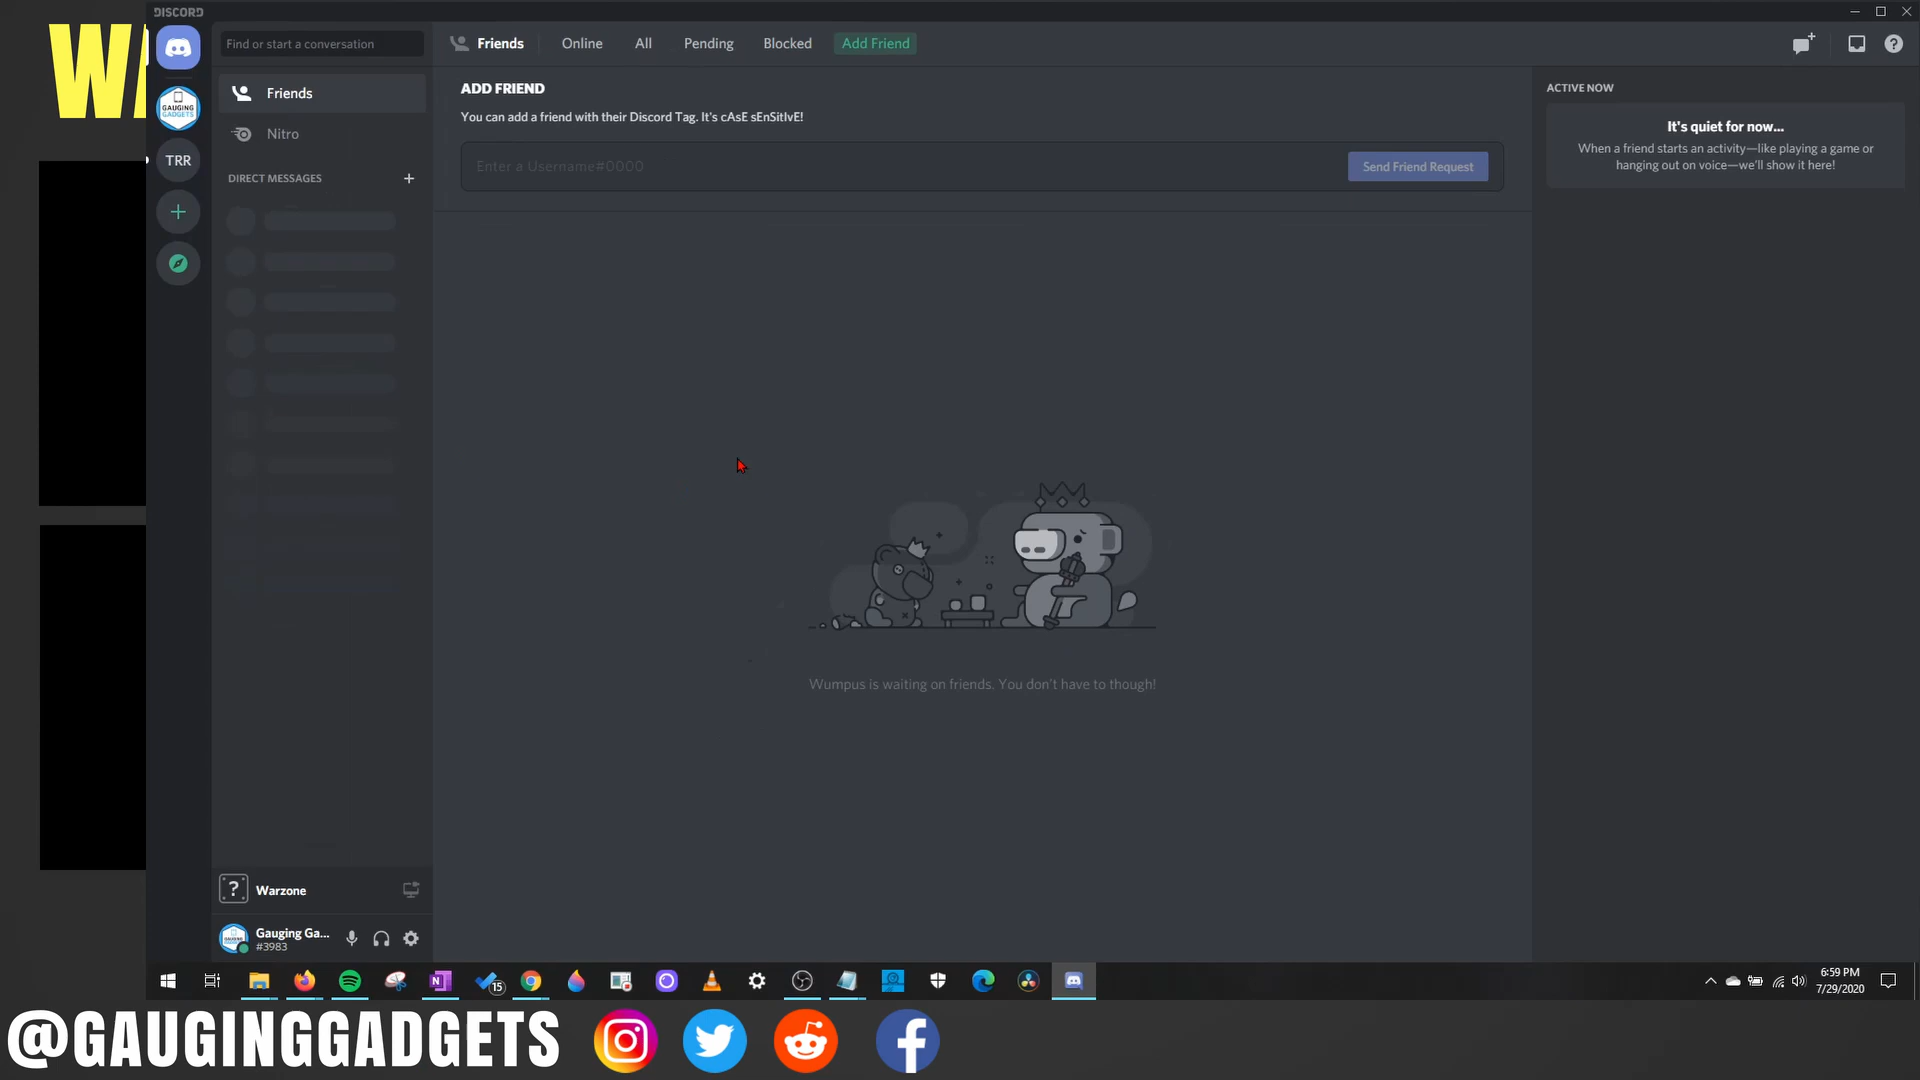 DISCORD
Find or start a conversation
Friends
Online
All
Pending
Blocked
Add Friend
GAUGING
GADGETS
TRR
Friends
Nitro
DIRECT MESSAGES
ADD FRIEND
You can add a friend with their Discord Tag. It's cAsE sEnSitIvE!
Enter a Username#0000
Send Friend Request
ACTIVE NOW
It's quiet for now...
When a friend starts an activity—like playing a game or
hanging out on voice—we'll show it here!
Wumpus is waiting on friends. You don't have to though!
Warzone
Gauging Ga...
#3983
15
6:59 PM
7/29/2020
@GAUGINGGADGETS